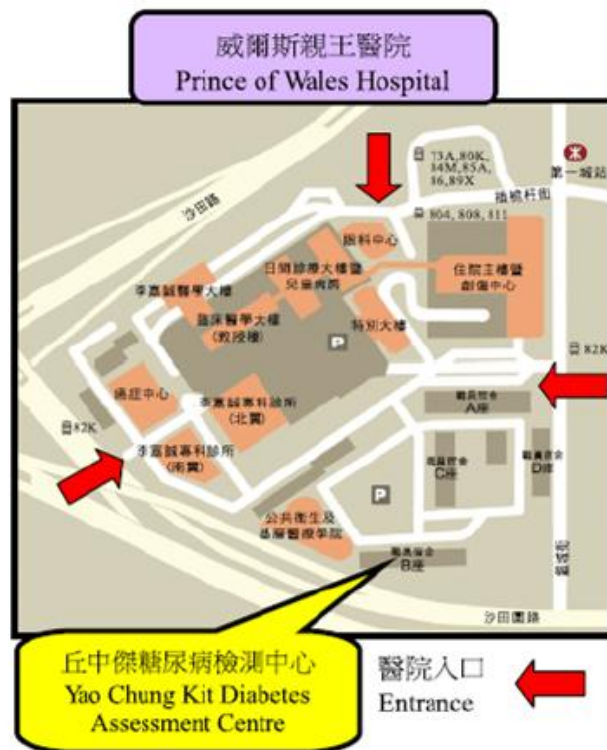 威爾斯親王醫院
Prince of Wales Hospital
73A,80K,
84M,85A,
86,89X
第一城站
插桅杆街
804, 808, 811
沙田路
眼科中心
日間診療大樓暨
兒童病房
住院主樓暨
創傷中心
李嘉誠醫學大樓
臨床醫學大樓
(教授樓)
特別大樓
P
82K
癌症中心
李嘉誠專科診所
(北翼)
職員宿舍
A座
82K
李嘉誠專科診所
(南翼)
職員宿舍
C座
職員宿舍
D座
P
公共衛生及
基層醫療學院
職員宿舍
B座
沙田圍路
丘中傑糖尿病檢測中心
Yao Chung Kit Diabetes
Assessment Centre
醫院入口
Entrance